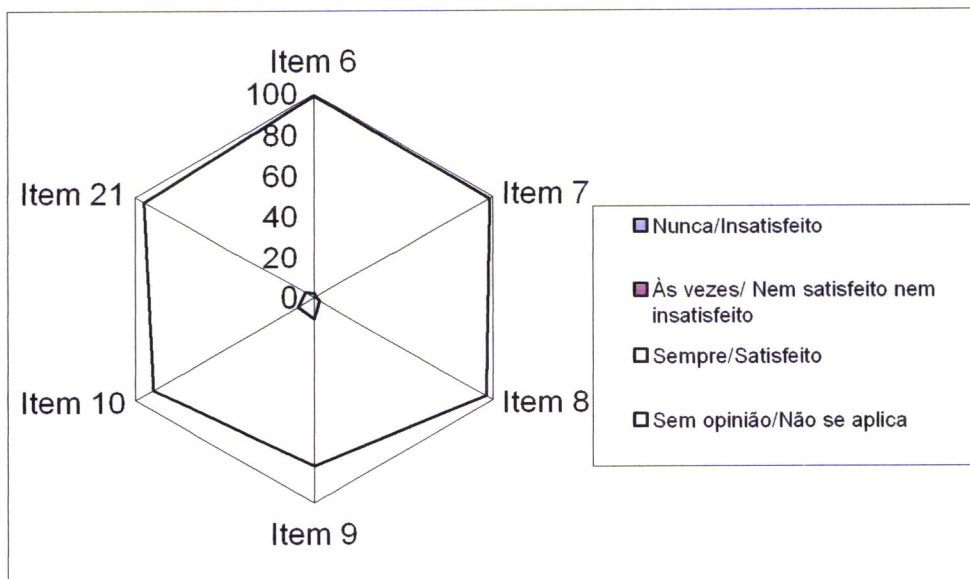 Item 6
100
80
60
40
20
0
Item 21
Item 7
Item 10
Item 8
Item 9
Nunca/Insatisfeito
Às vezes/ Nem satisfeito nem
insatisfeito
Sempre/Satisfeito
Sem opinião/Não se aplica